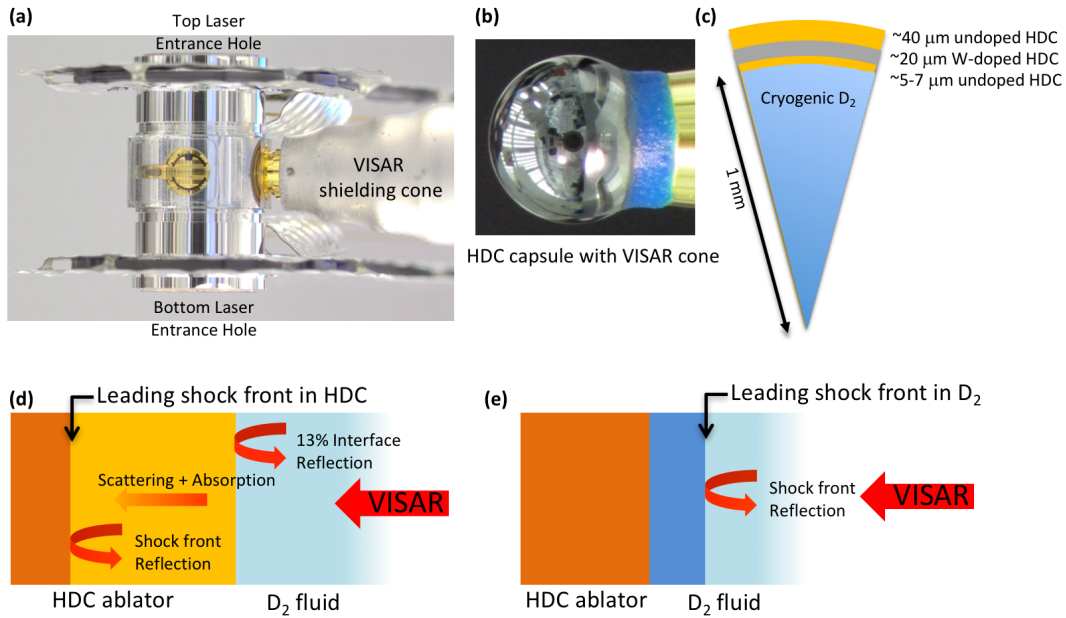 (a)
Top Laser
Entrance Hole
VISAR
shielding cone
Bottom Laser
Entrance Hole
(b)
HDC capsule with VISAR cone
(c)
~40 μm undoped HDC
~20 μm W-doped HDC
~5-7 μm undoped HDC
Cryogenic D₂
1 mm
(d)
Leading shock front in HDC
13% Interface
Reflection
Scattering + Absorption
VISAR
Shock front
Reflection
HDC ablator
D₂ fluid
(e)
Leading shock front in D₂
Shock front
Reflection
VISAR
HDC ablator
D₂ fluid